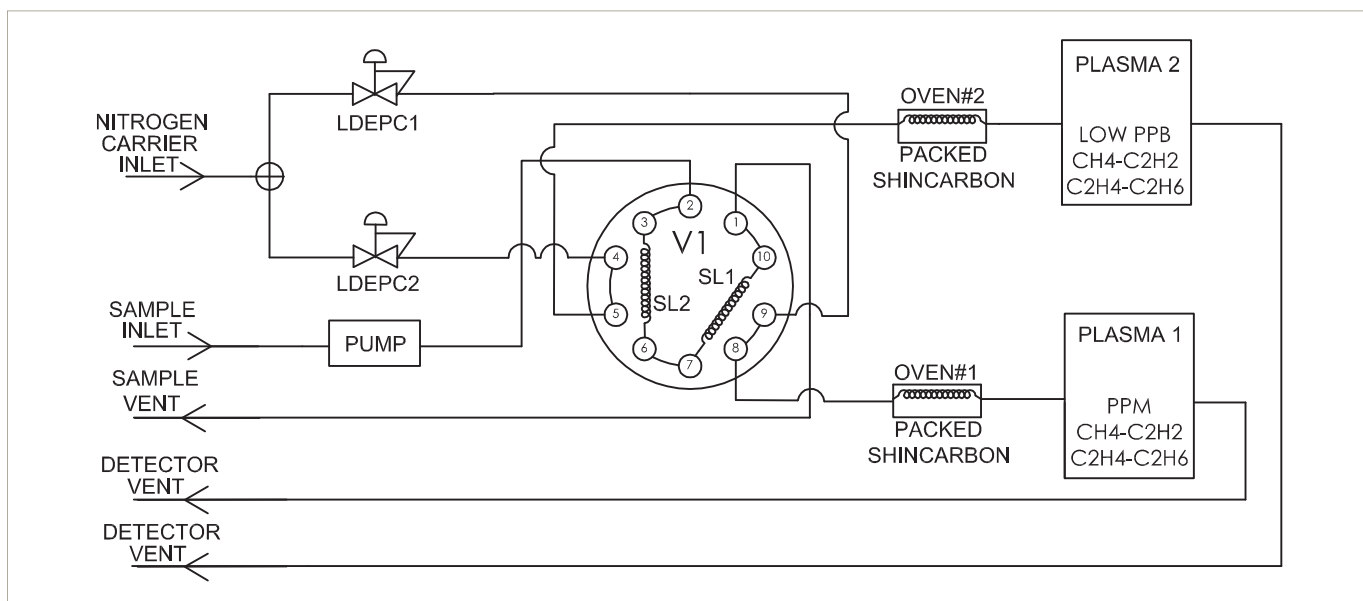 NITROGEN
CARRIER
INLET
LDEPC1
LDEPC2
SAMPLE
INLET
PUMP
SAMPLE
VENT
DETECTOR
VENT
DETECTOR
VENT
V1
1
2
3
4
5
6
7
8
9
10
SL1
SL2
OVEN#2
PACKED
SHINCARBON
PLASMA 2
LOW PPB
CH4-C2H2
C2H4-C2H6
OVEN#1
PACKED
SHINCARBON
PLASMA 1
PPM
CH4-C2H2
C2H4-C2H6